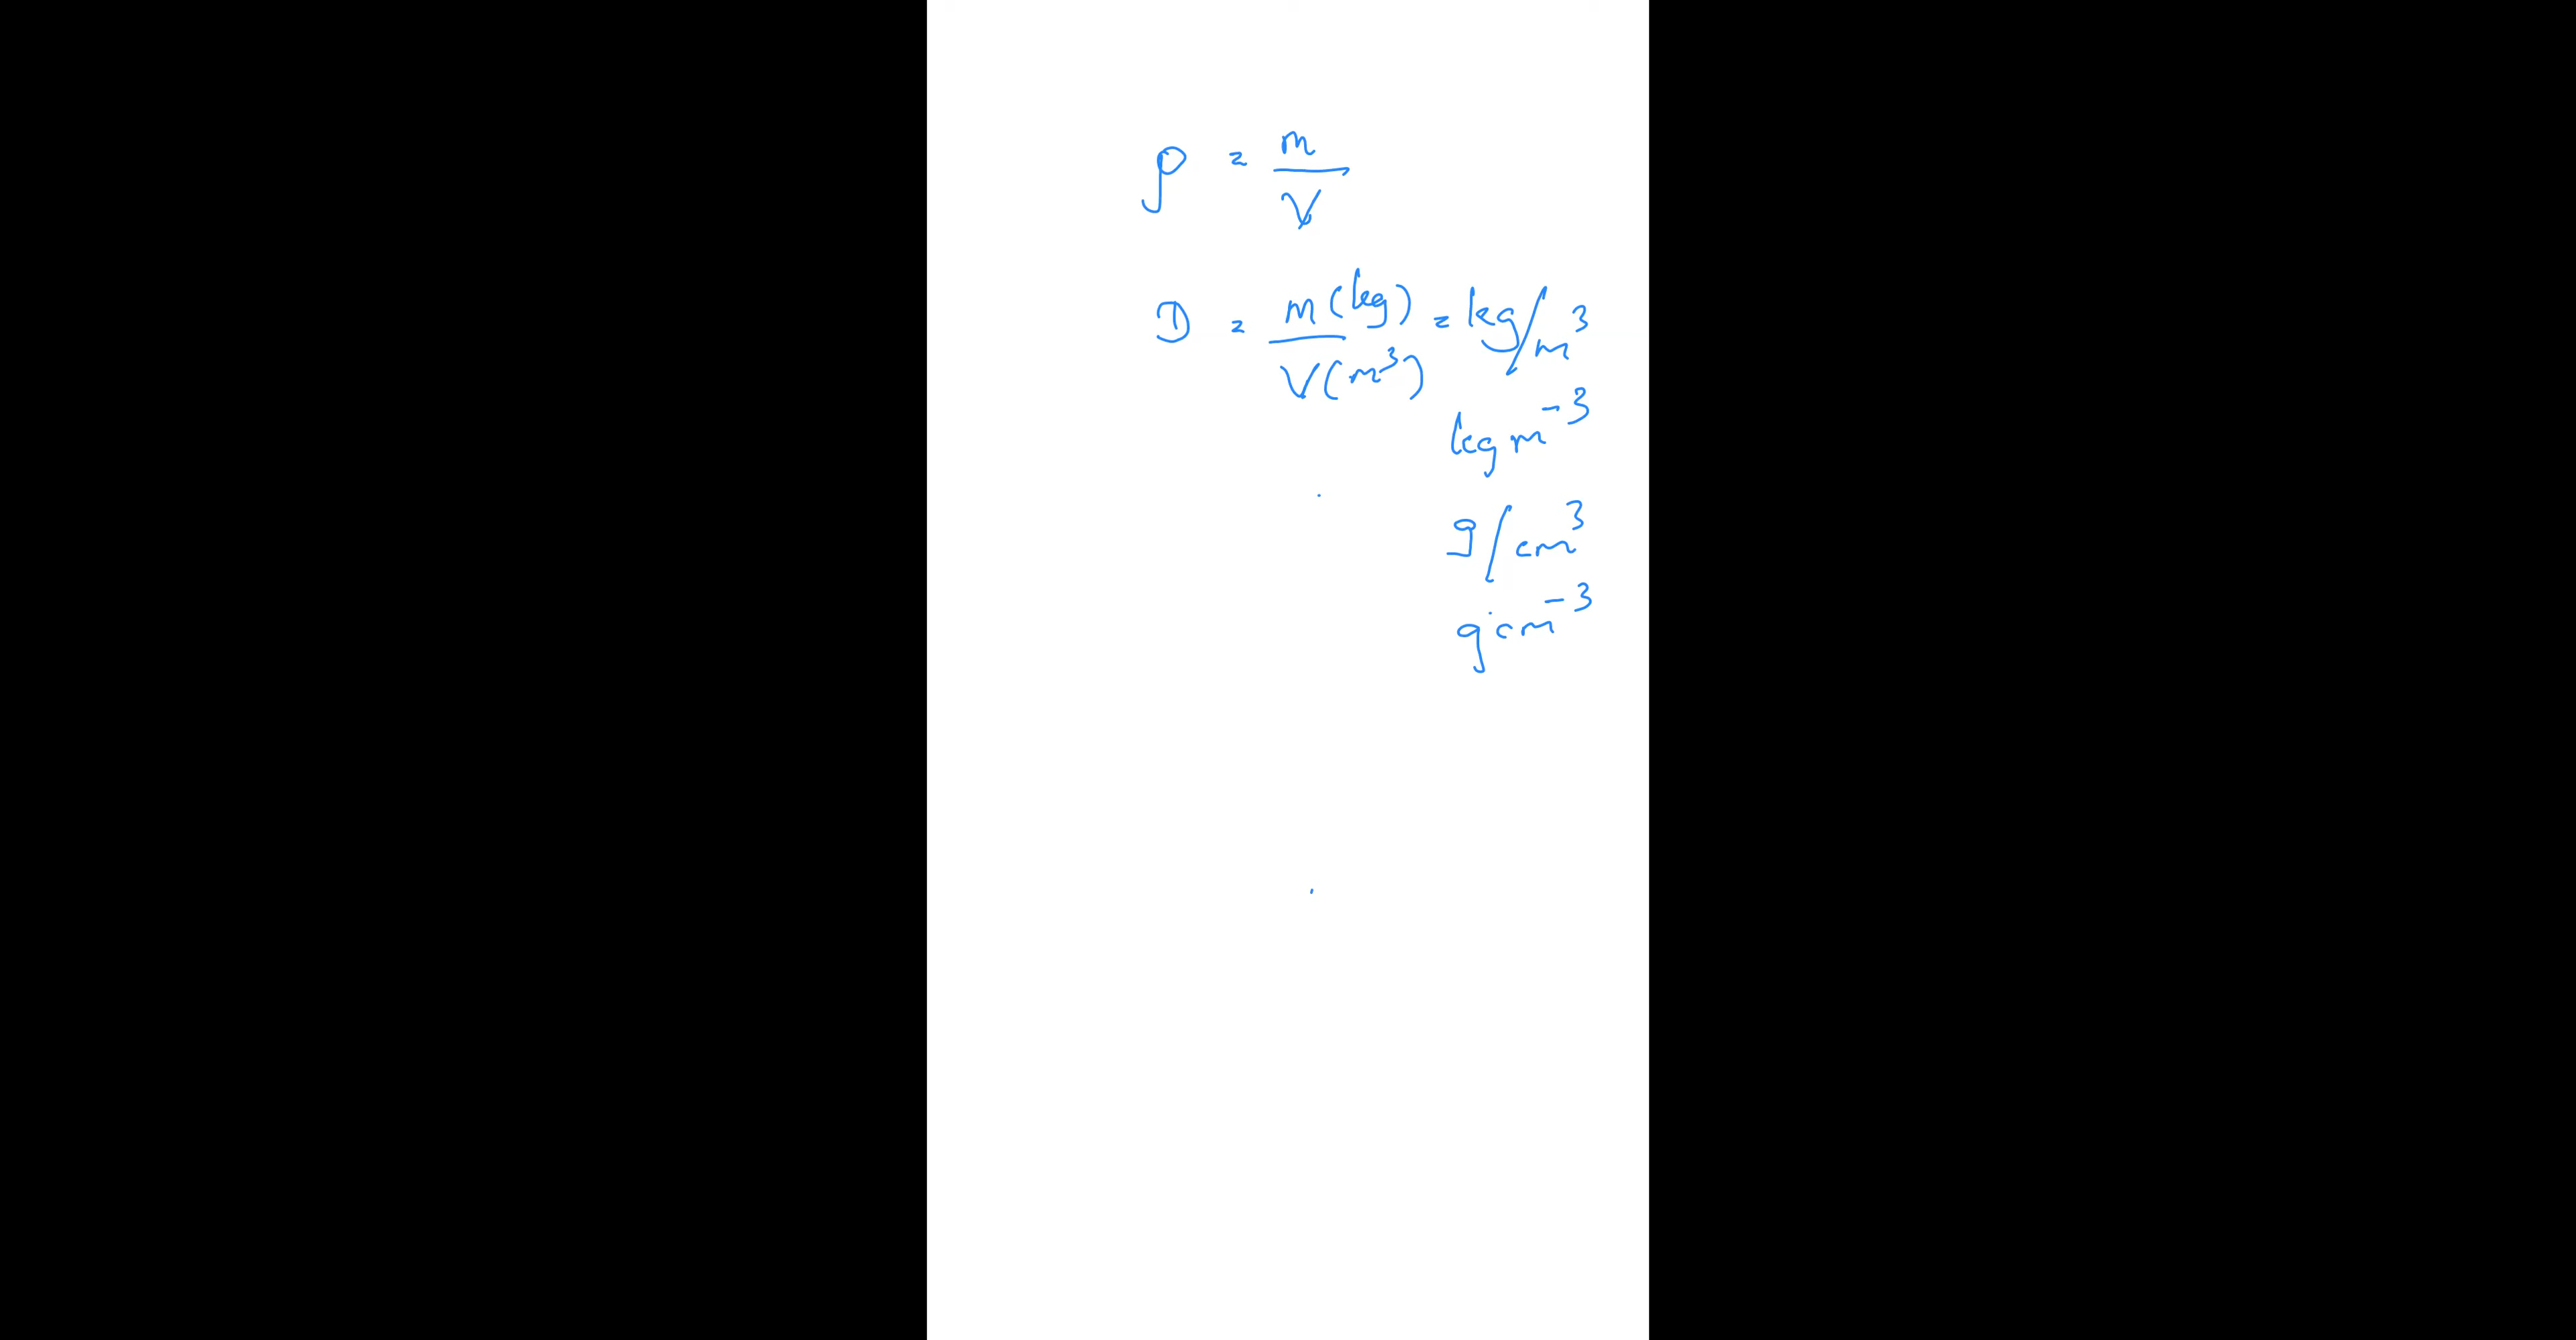 ρ = m/V
D = m(kg)/V(m³) = kg/m³
kg m⁻³
g/cm³
g cm⁻³